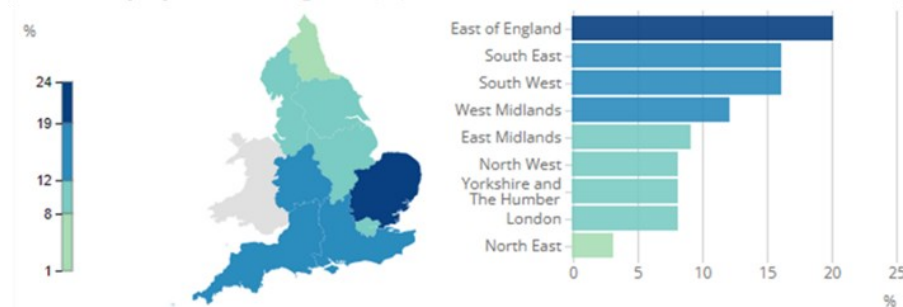 %
24
19
12
8
1
East of England
South East
South West
West Midlands
East Midlands
North West
Yorkshire and
The Humber
London
North East
0 5 10 15 20 25
%